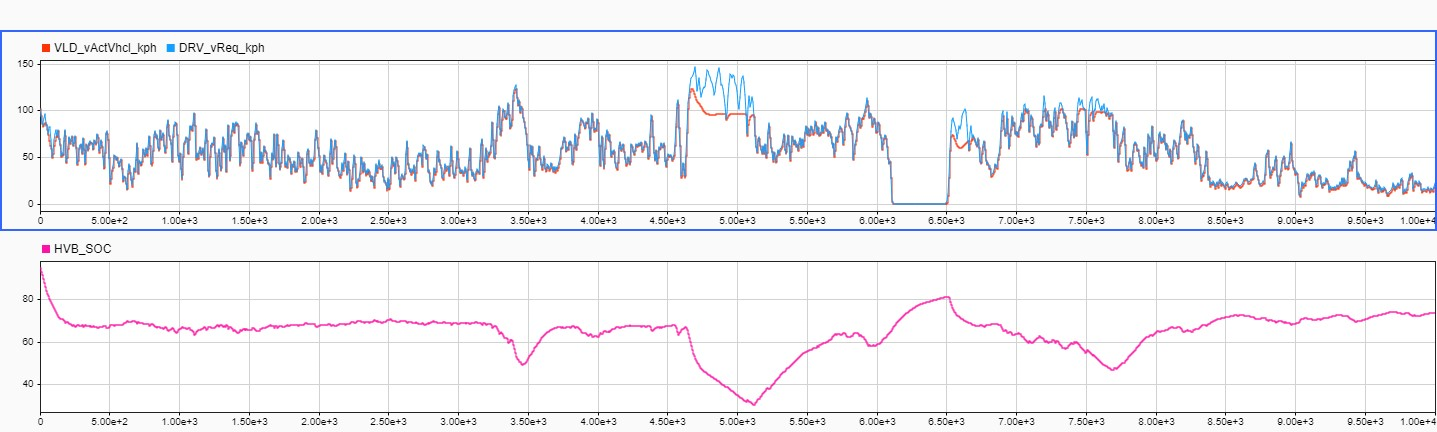 VLD_vActVhcl_kph DRV_vReq_kph
150
100
50
0
0 5.00e+2 1.00e+3 1.50e+3 2.00e+3 2.50e+3 3.00e+3 3.50e+3 4.00e+3 4.50e+3 5.00e+3 5.50e+3 6.00e+3 6.50e+3 7.00e+3 7.50e+3 8.00e+3 8.50e+3 9.00e+3 9.50e+3 1.00e+4
HVB_SOC
80
60
40
0 5.00e+2 1.00e+3 1.50e+3 2.00e+3 2.50e+3 3.00e+3 3.50e+3 4.00e+3 4.50e+3 5.00e+3 5.50e+3 6.00e+3 6.50e+3 7.00e+3 7.50e+3 8.00e+3 8.50e+3 9.00e+3 9.50e+3 1.00e+4